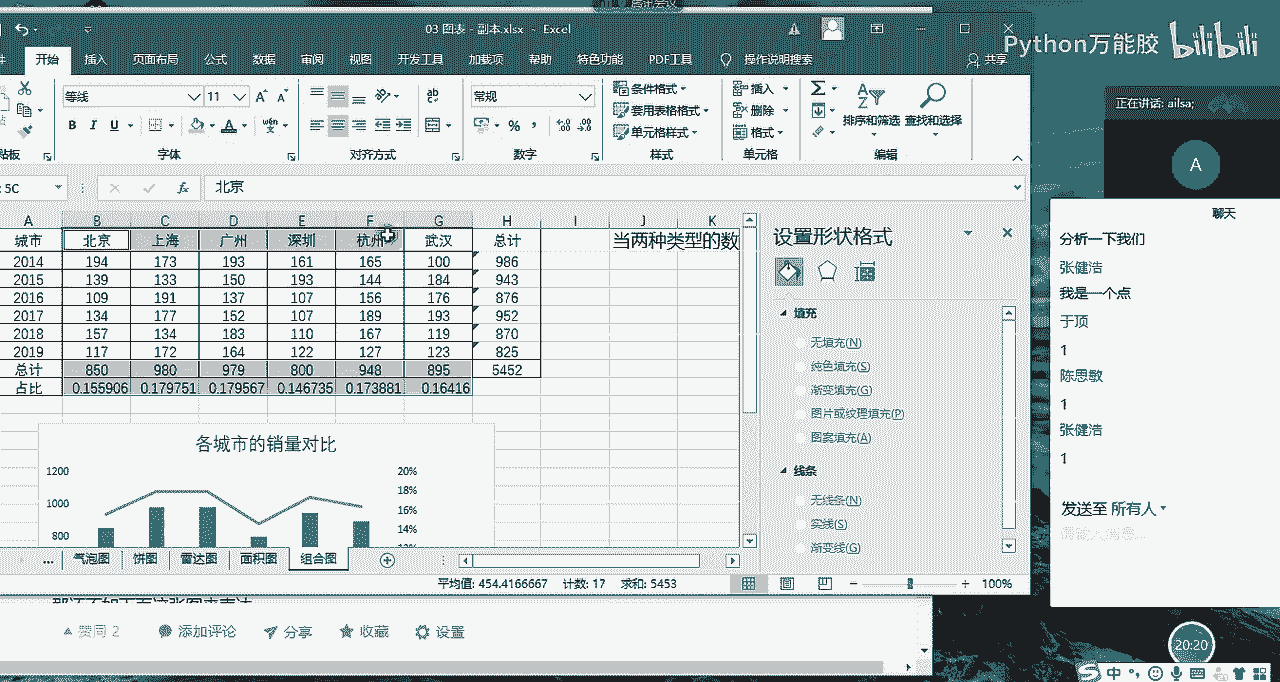 03 图表 - 副本.xlsx - Excel
Python万能胶 bilibili
开始 插入 页面布局 公式 数据 审阅 视图 开发工具 加载项 帮助 特色功能 PDF工具 操作说明搜索 共享
等线 11 常规
条件格式 套用表格格式 单元格样式
插入 删除 格式
排序和筛选 查找和选择
贴板 字体 对齐方式 数字 样式 单元格 编辑
正在讲话: ailsa;
A
5C fx 北京
A B C D E F G H I J K
城市 北京 上海 广州 深圳 杭州 武汉 总计 当两种类型的数
2014 194 173 193 161 165 100 986
2015 139 133 150 193 144 184 943
2016 109 191 137 107 156 176 876
2017 134 177 152 107 189 193 952
2018 157 134 183 110 167 119 870
2019 117 172 164 122 127 123 825
总计 850 980 979 800 948 895 5452
占比 0.155906 0.179751 0.179567 0.146735 0.173881 0.16416
各城市的销量对比
1200 20%
18%
1000 16%
14%
800
设置形状格式
填充
无填充(N)
纯色填充(S)
渐变填充(G)
图片或纹理填充(P)
图案填充(A)
线条
无线条(N)
实线(S)
渐变线(G)
... 气泡图 饼图 雷达图 面积图 组合图
平均值: 454.4166667 计数: 17 求和: 5453 100%
赞同 2 添加评论 分享 收藏 设置
聊天
分析一下我们
张健浩
我是一个点
于顶
1
陈思敏
1
张健浩
1
发送至 所有人
20:20
中